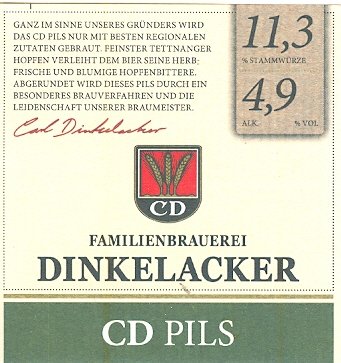 GANZ IM SINNE UNSERES GRÜNDERS WIRD
DAS CD PILS NUR MIT BESTEN REGIONALEN
ZUTATEN GEBRAUT. FEINSTER TETTNANGER
HOPFEN VERLEIHT DEM BIER SEINE HERB-
FRISCHE UND BLUMIGE HOPFENBITTERE.
ABGERUNDET WIRD DIESES PILS DURCH EIN
BESONDERES BRAUVERFAHREN UND DIE
LEIDENSCHAFT UNSERER BRAUMEISTER.
Carl Dinkelacker
11,3
% STAMMWÜRZE
4,9
ALK. % VOL
CD
FAMILIENBRAUEREI
DINKELACKER
CD PILS